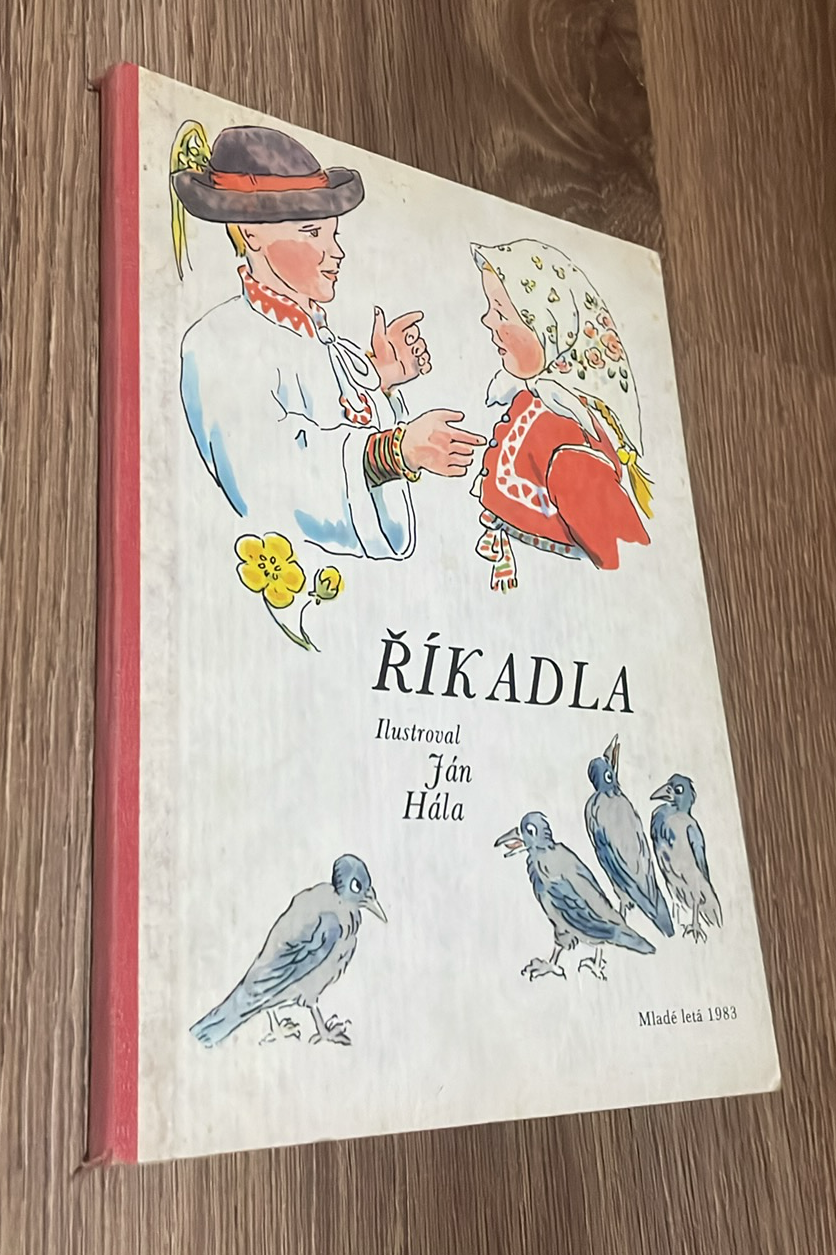 ŘÍKADLA
Ilustroval
Ján
Hála
Mladé letá 1983